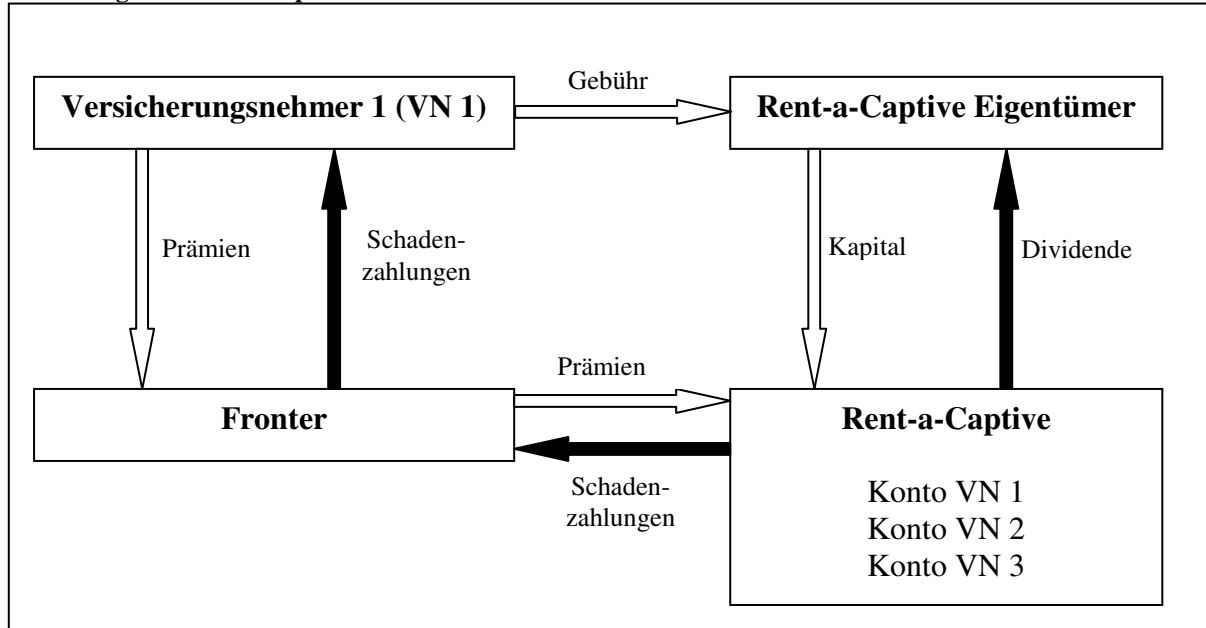 Gebühr
Versicherungsnehmer 1 (VN 1)
Rent-a-Captive Eigentümer
Prämien
Schaden-
zahlungen
Kapital
Dividende
Prämien
Fronter
Rent-a-Captive
Schaden-
zahlungen
Konto VN 1
Konto VN 2
Konto VN 3